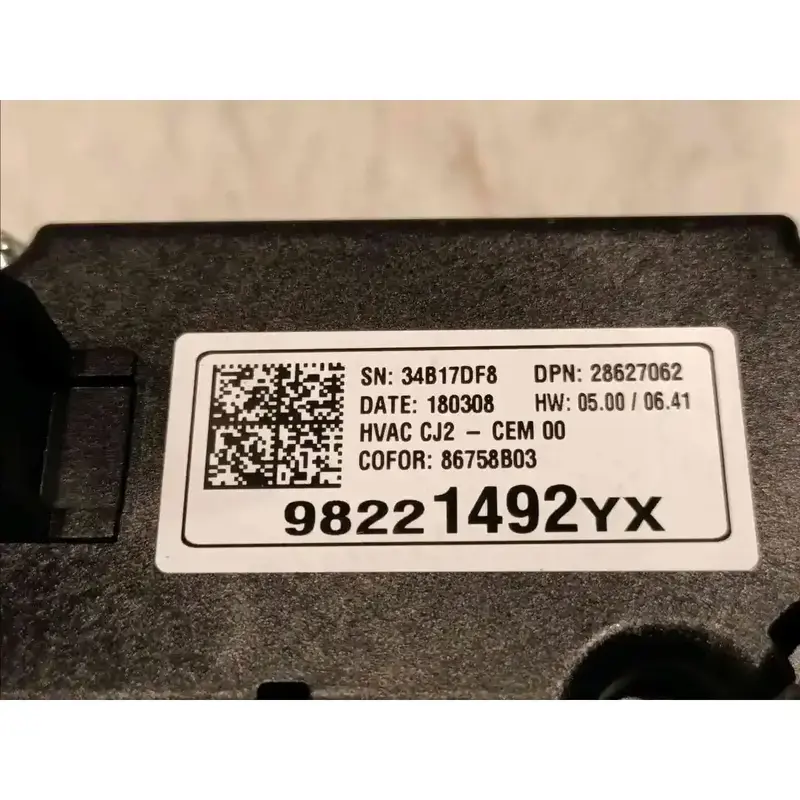 SN: 34B17DF8 DPN: 28627062
DATE: 180308 HW: 05.00 / 06.41
HVAC CJ2 - CEM 00
COFOR: 86758B03
98221492YX